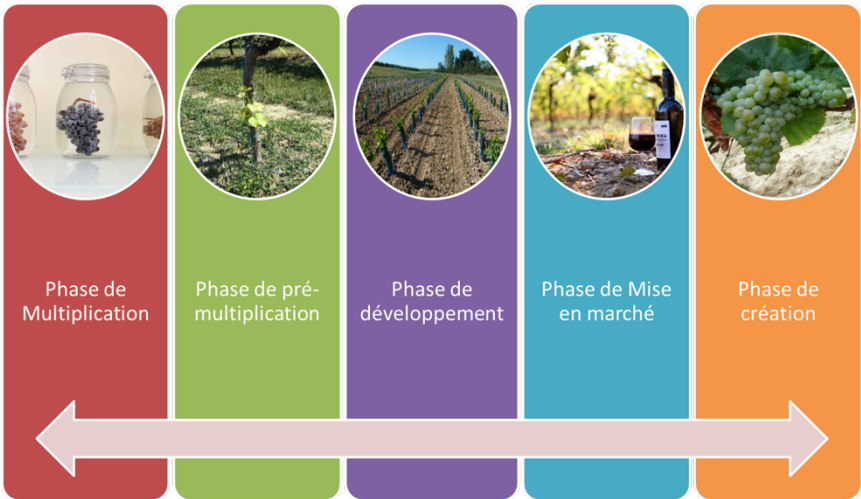 Phase de
Multiplication
Phase de pré-
multiplication
Phase de
développement
Phase de Mise
en marché
Phase de
création